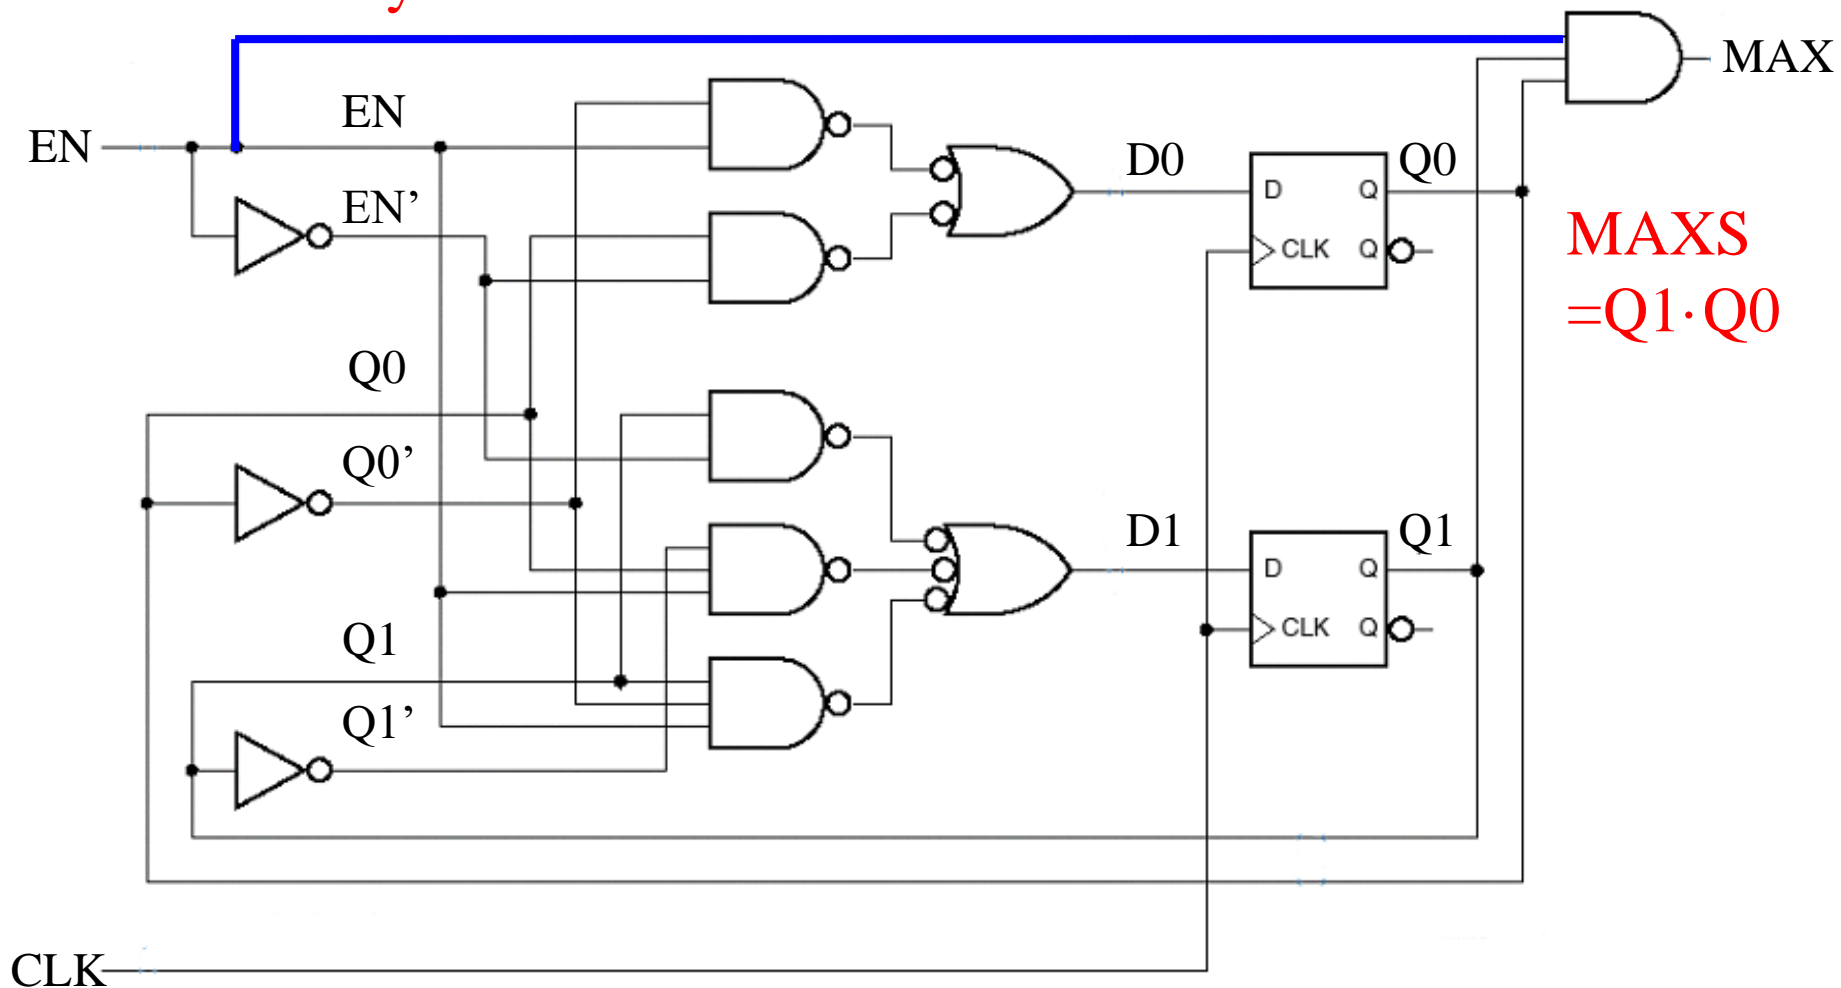 MAX
EN
EN
EN’
D0
D
Q
CLK
Q
Q0
MAXS
=Q1·Q0
Q0
Q0’
D1
D
Q
CLK
Q
Q1
Q1
Q1’
CLK